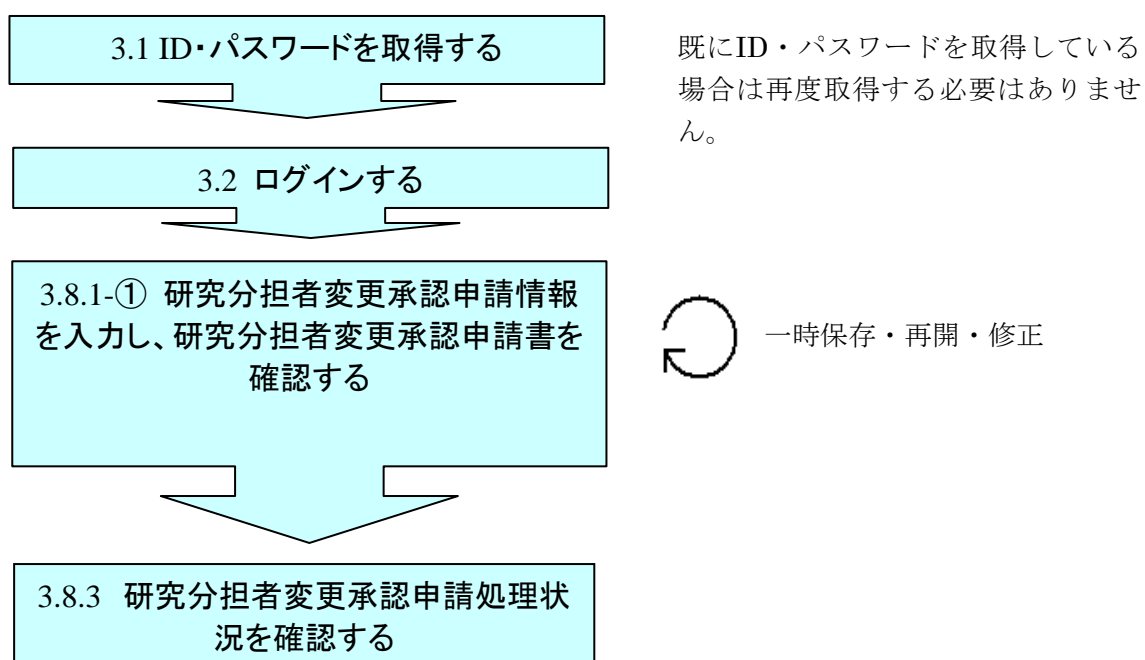 3.1 ID・パスワードを取得する
既にID・パスワードを取得している
場合は再度取得する必要はありませ
ん。
3.2 ログインする
3.8.1-① 研究分担者変更承認申請情報
を入力し、研究分担者変更承認申請書を
確認する
一時保存・再開・修正
3.8.3 研究分担者変更承認申請処理状
況を確認する